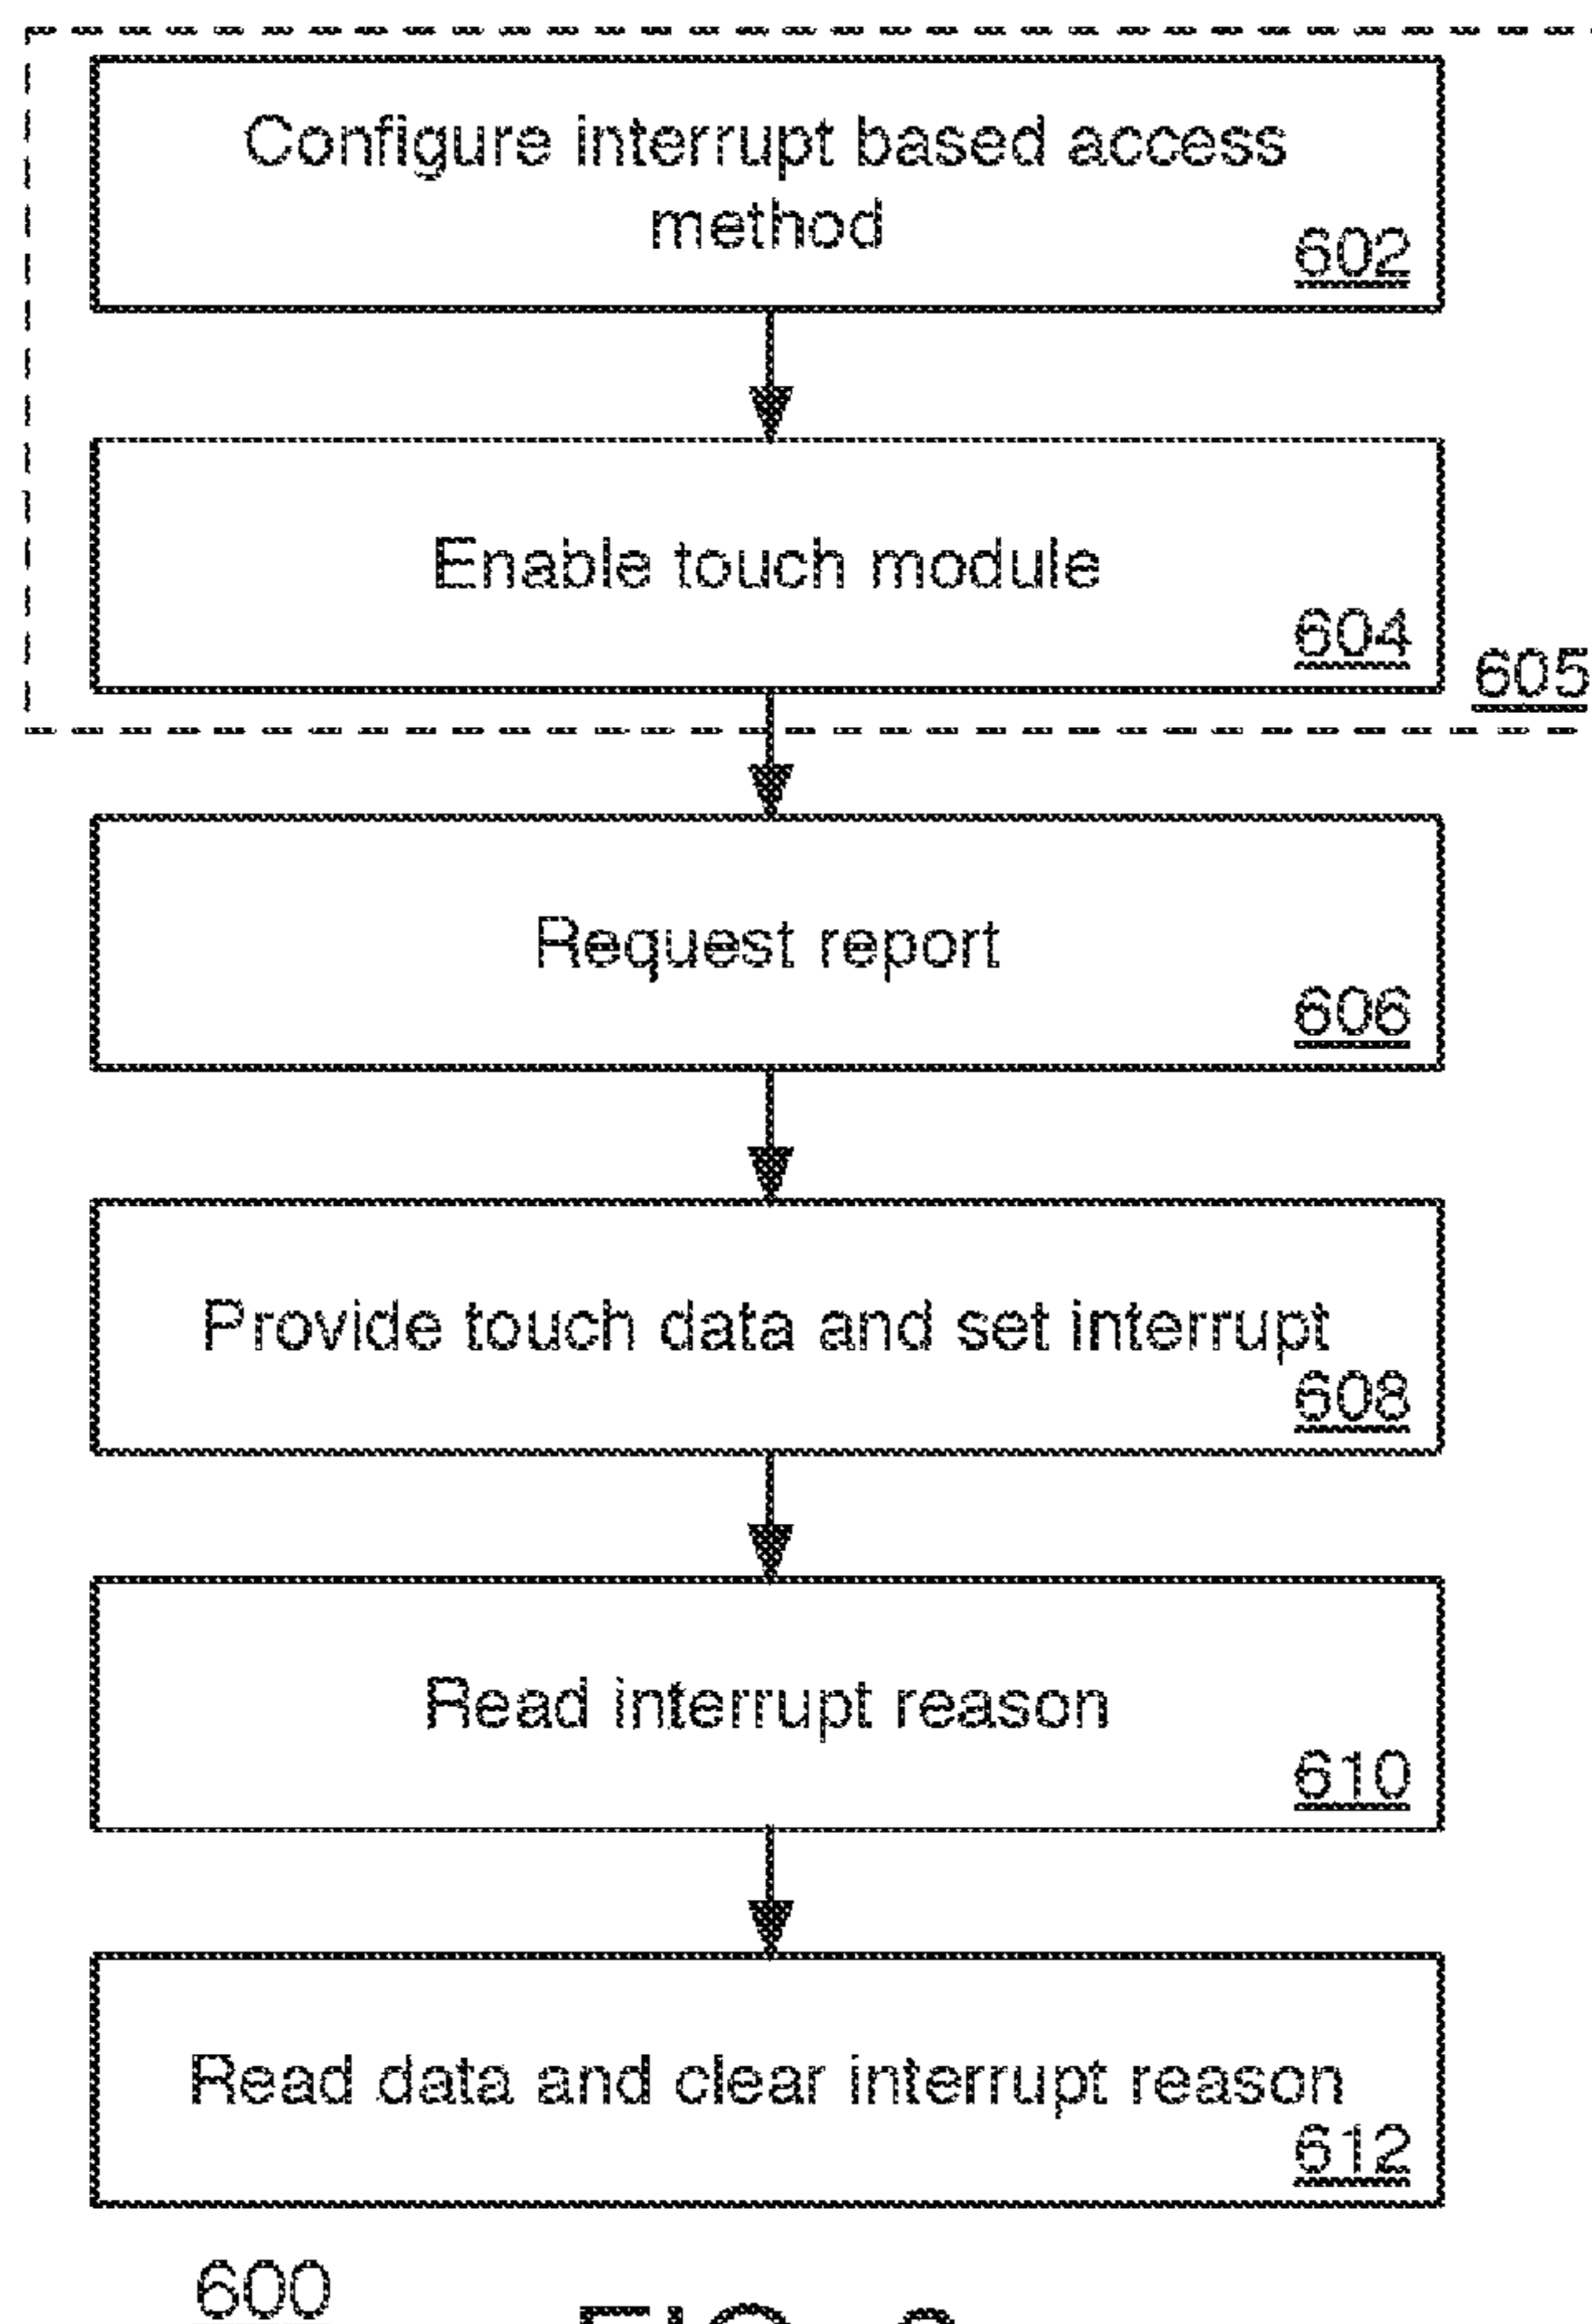 Configure interrupt based access
method
602
Enable touch module
604
605
Request report
606
Provide touch data and set interrupt
608
Read interrupt reason
610
Read data and clear interrupt reason
612
600